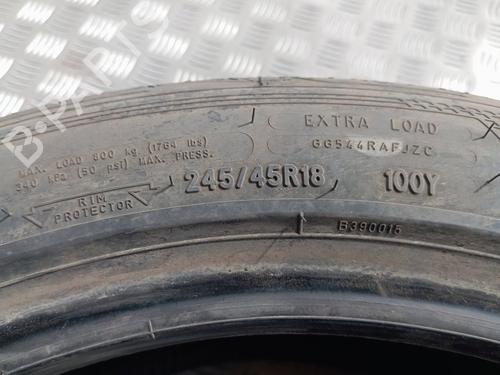 B-PARTS
EXTRA LOAD
GG544RAFJZC
MAX. LOAD 800 kg (1764 lbs)
340 kPa (50 psi) MAX. PRESS.
245/45R18 100Y
RIM
PROTECTOR
B390015